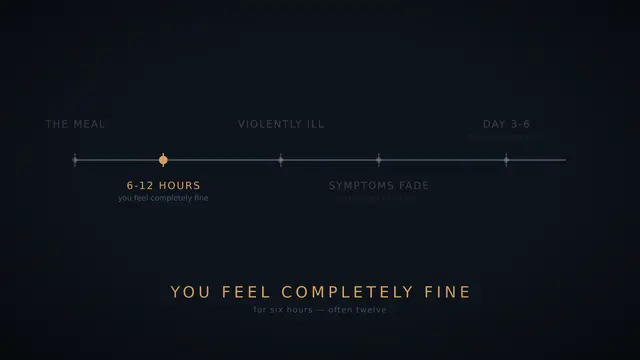 THE MEAL
VIOLENTLY ILL
DAY 3-6
6-12 HOURS
you feel completely fine
SYMPTOMS FADE
YOU FEEL COMPLETELY FINE
for six hours — often twelve